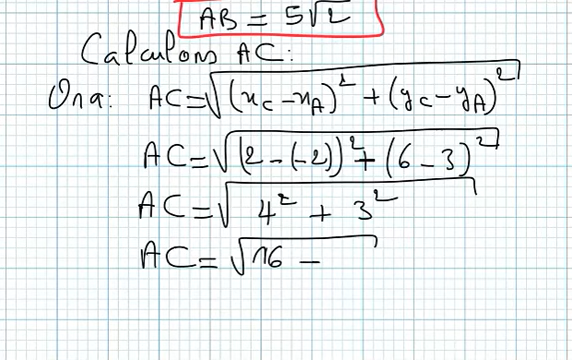 AB = 5√2
Calculons AC:
On a: AC=√(x_C -x_A)² + (y_C -y_A)²
AC=√(2 -(-2))² + (6 - 3)²
AC=√4² + 3²
AC=√16 -